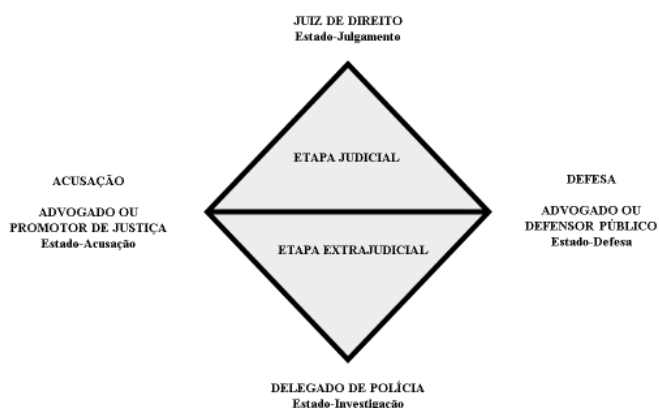 JUIZ DE DIREITO
Estado-Julgamento
ETAPA JUDICIAL
ACUSAÇÃO
ADVOGADO OU
PROMOTOR DE JUSTIÇA
Estado-Acusação
DEFESA
ADVOGADO OU
DEFENSOR PÚBLICO
Estado-Defesa
ETAPA EXTRAJUDICIAL
DELEGADO DE POLÍCIA
Estado-Investigação